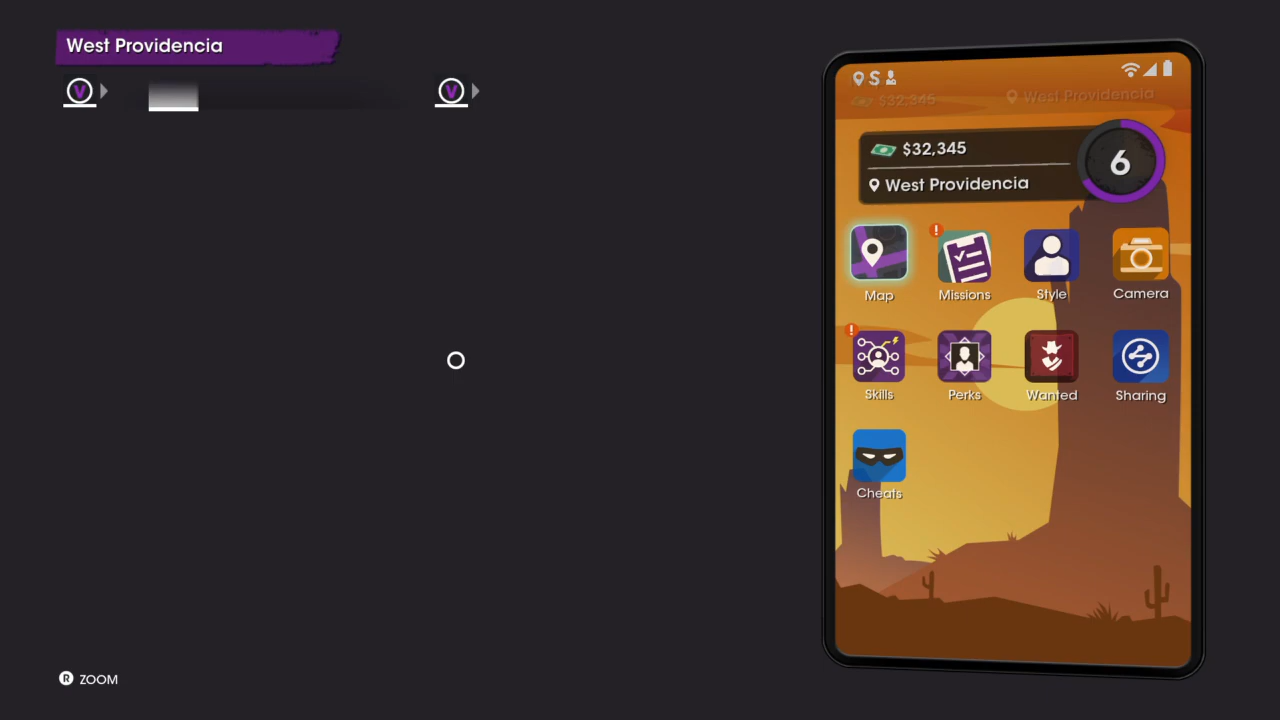 West Providencia
V
V
S
$32,345
West Providencia
$32,345
6
West Providencia
!
Map
Missions
Style
Camera
!
Skills
Perks
Wanted
Sharing
Cheats
R ZOOM